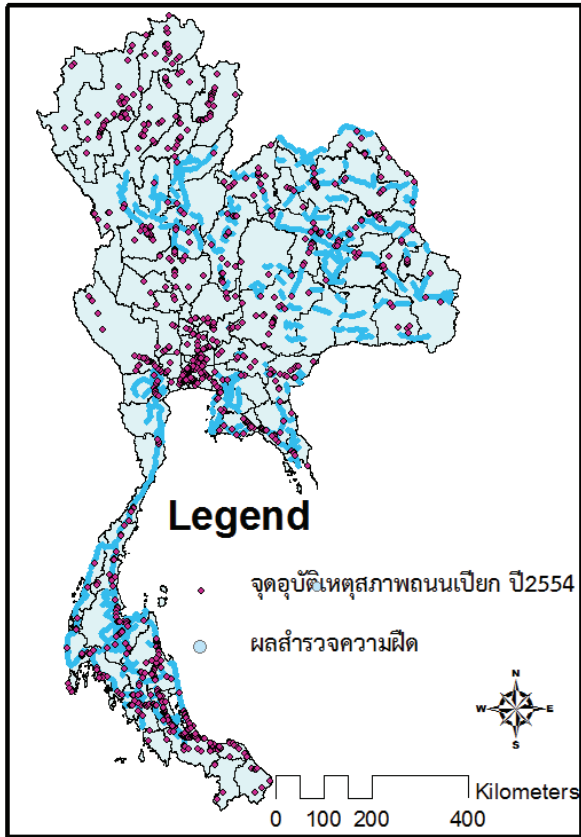 Legend
จุดอุบัติเหตุสภาพถนนเปียก ปี2554
ผลสำรวจความฝืด
N
W E
S
Kilometers
0 100 200 400